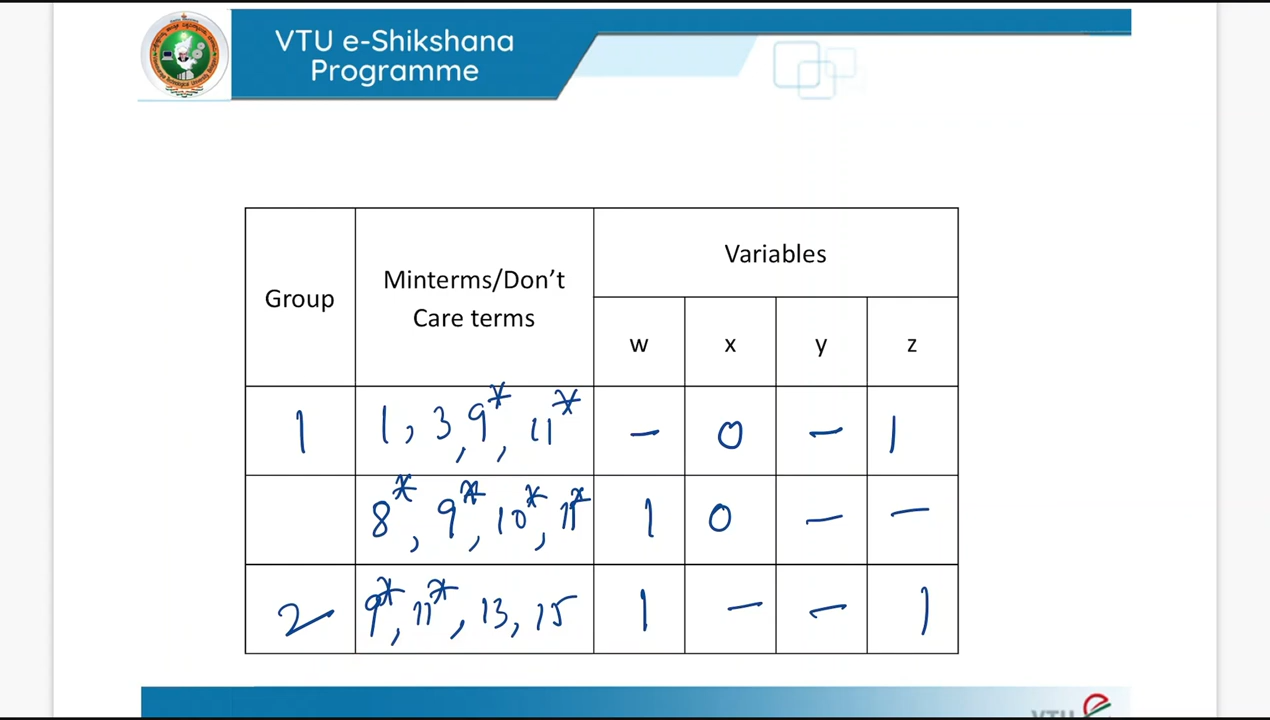 VTU e-Shikshana
Programme
Group
Minterms/Don’t
Care terms
Variables
w x y z
1 1, 3, 9*, 11* – 0 – 1
8*, 9*, 10*, 11* 1 0 – –
2 9*, 11*, 13, 15 1 – – 1
VTU e